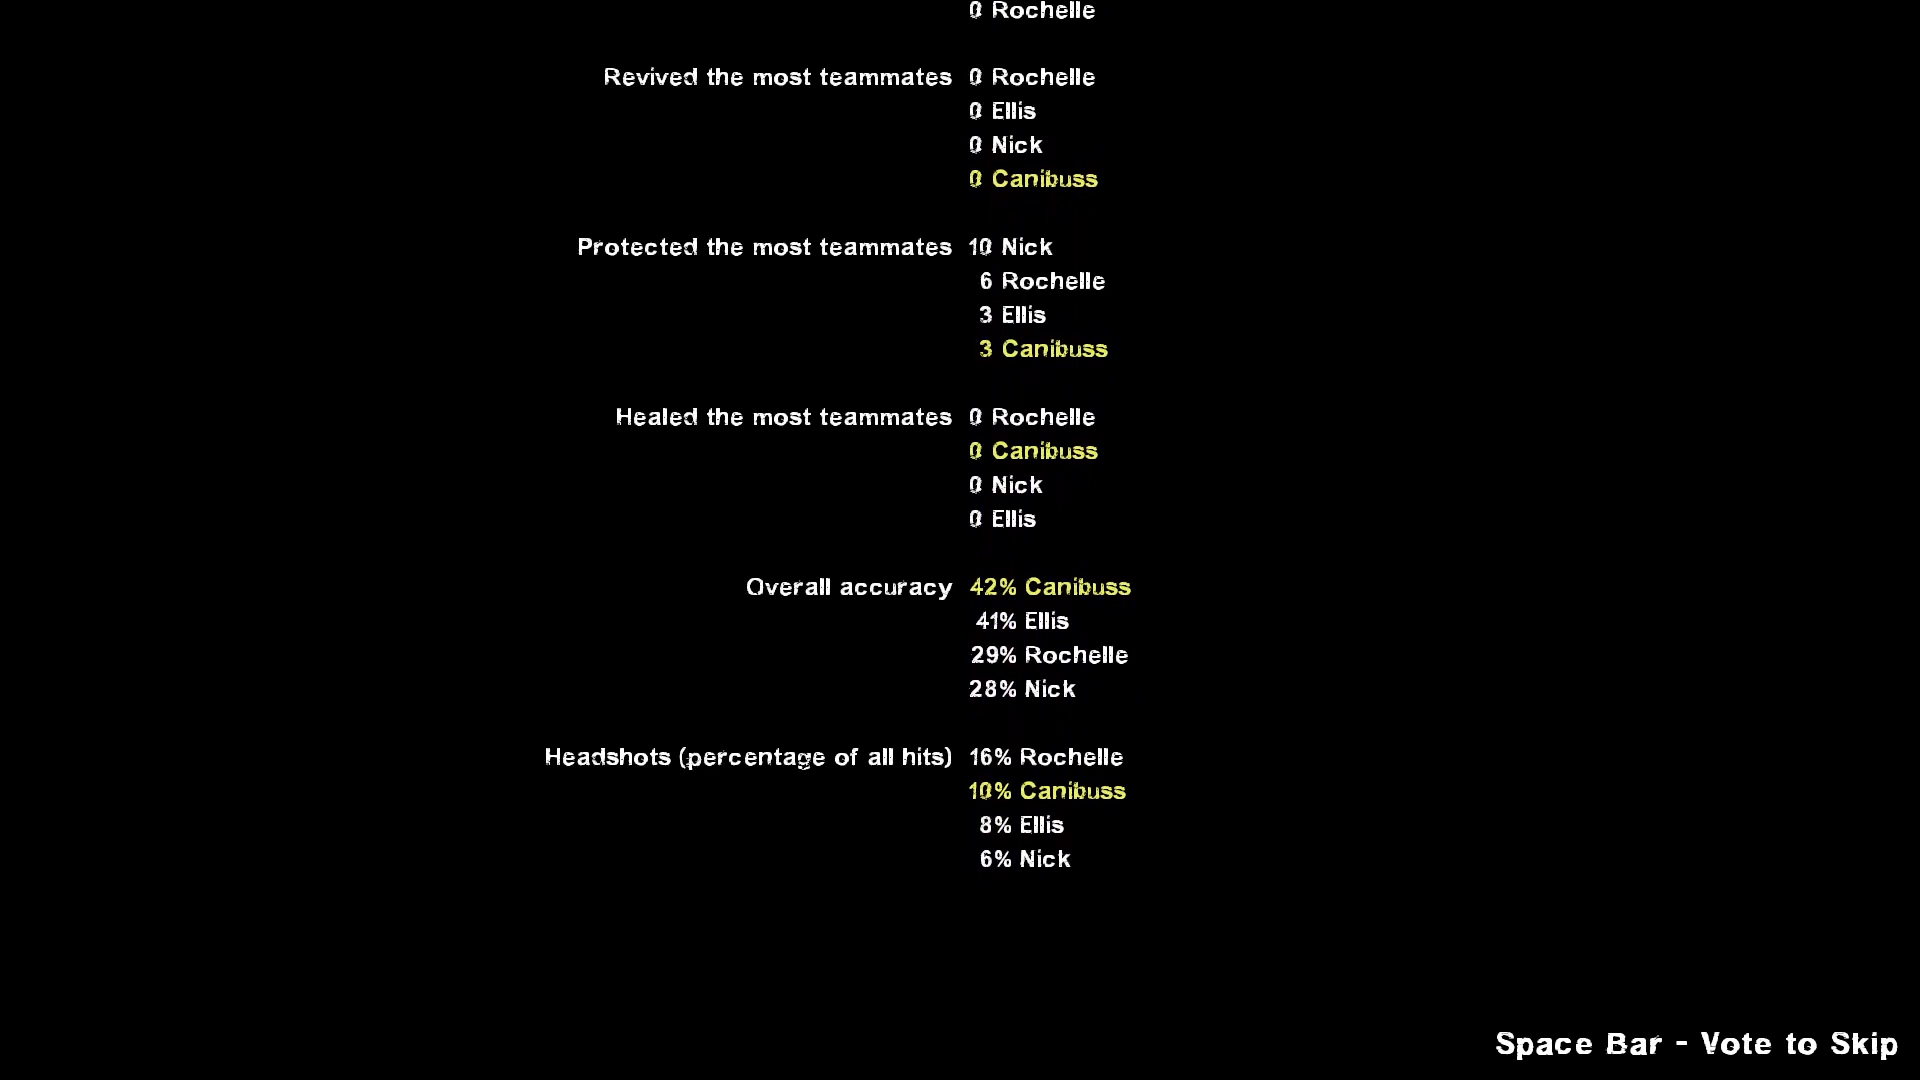 0 Rochelle
Revived the most teammates 0 Rochelle
0 Ellis
0 Nick
0 Canibuss
Protected the most teammates 10 Nick
6 Rochelle
3 Ellis
3 Canibuss
Healed the most teammates 0 Rochelle
0 Canibuss
0 Nick
0 Ellis
Overall accuracy 42% Canibuss
41% Ellis
29% Rochelle
28% Nick
Headshots (percentage of all hits) 16% Rochelle
10% Canibuss
8% Ellis
6% Nick
Space Bar - Vote to Skip